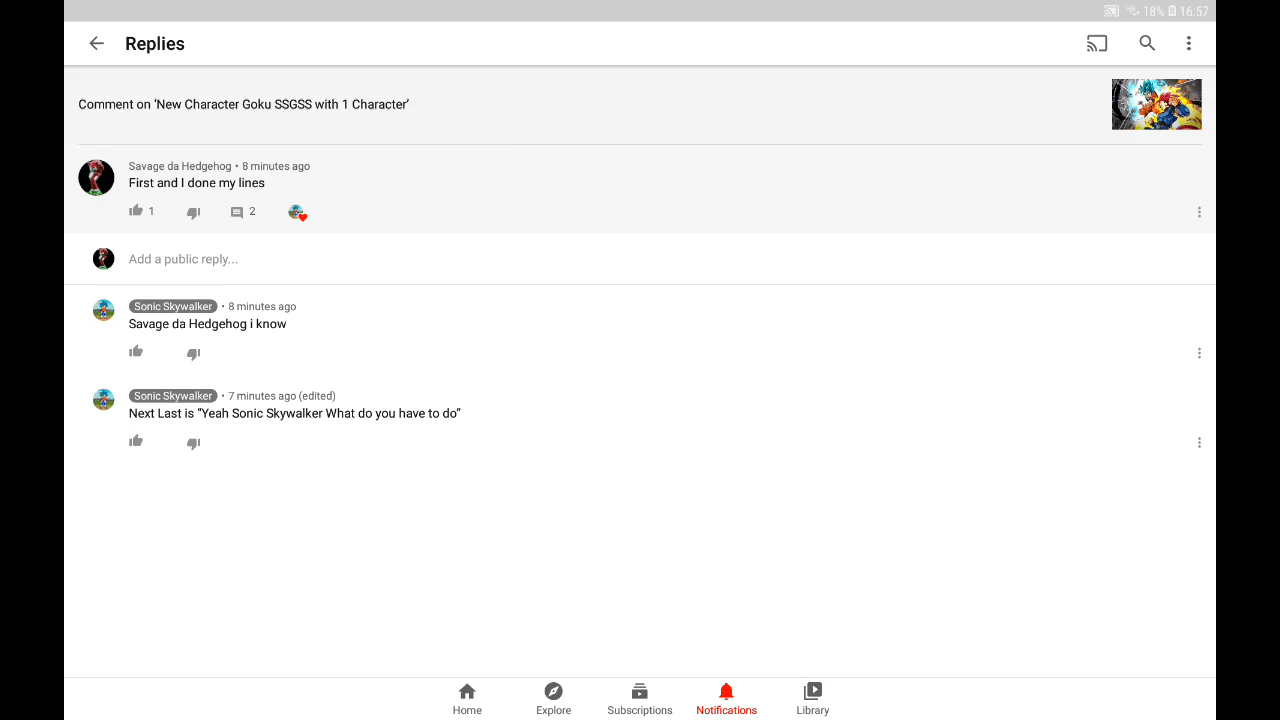 18% 16:57
Replies
Comment on ‘New Character Goku SSGSS with 1 Character’
Savage da Hedgehog • 8 minutes ago
First and I done my lines
1 2
Add a public reply...
Sonic Skywalker • 8 minutes ago
Savage da Hedgehog i know
Sonic Skywalker • 7 minutes ago (edited)
Next Last is “Yeah Sonic Skywalker What do you have to do”
Home Explore Subscriptions Notifications Library